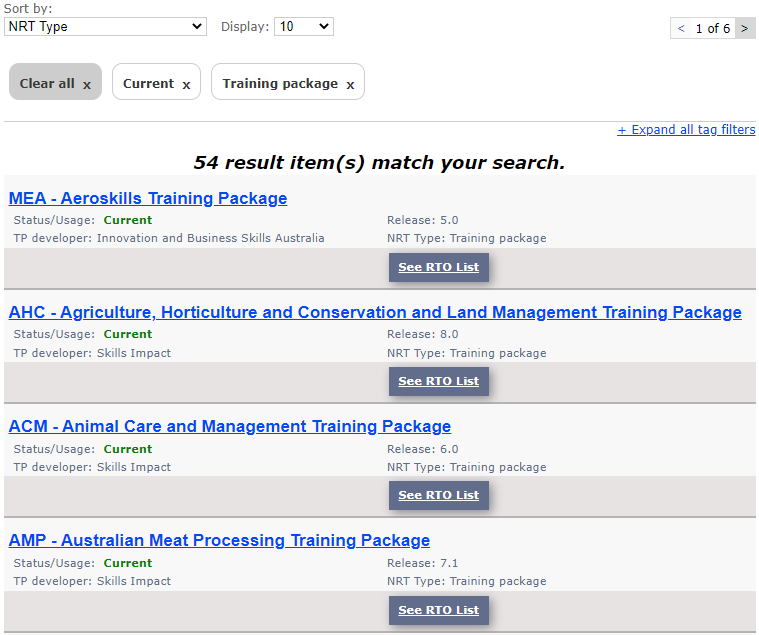 Sort by:
NRT Type Display: 10 < 1 of 6 >
Clear all x Current x Training package x
+ Expand all tag filters
54 result item(s) match your search.
MEA - Aeroskills Training Package
Status/Usage: Current Release: 5.0
TP developer: Innovation and Business Skills Australia NRT Type: Training package
See RTO List
AHC - Agriculture, Horticulture and Conservation and Land Management Training Package
Status/Usage: Current Release: 8.0
TP developer: Skills Impact NRT Type: Training package
See RTO List
ACM - Animal Care and Management Training Package
Status/Usage: Current Release: 6.0
TP developer: Skills Impact NRT Type: Training package
See RTO List
AMP - Australian Meat Processing Training Package
Status/Usage: Current Release: 7.1
TP developer: Skills Impact NRT Type: Training package
See RTO List